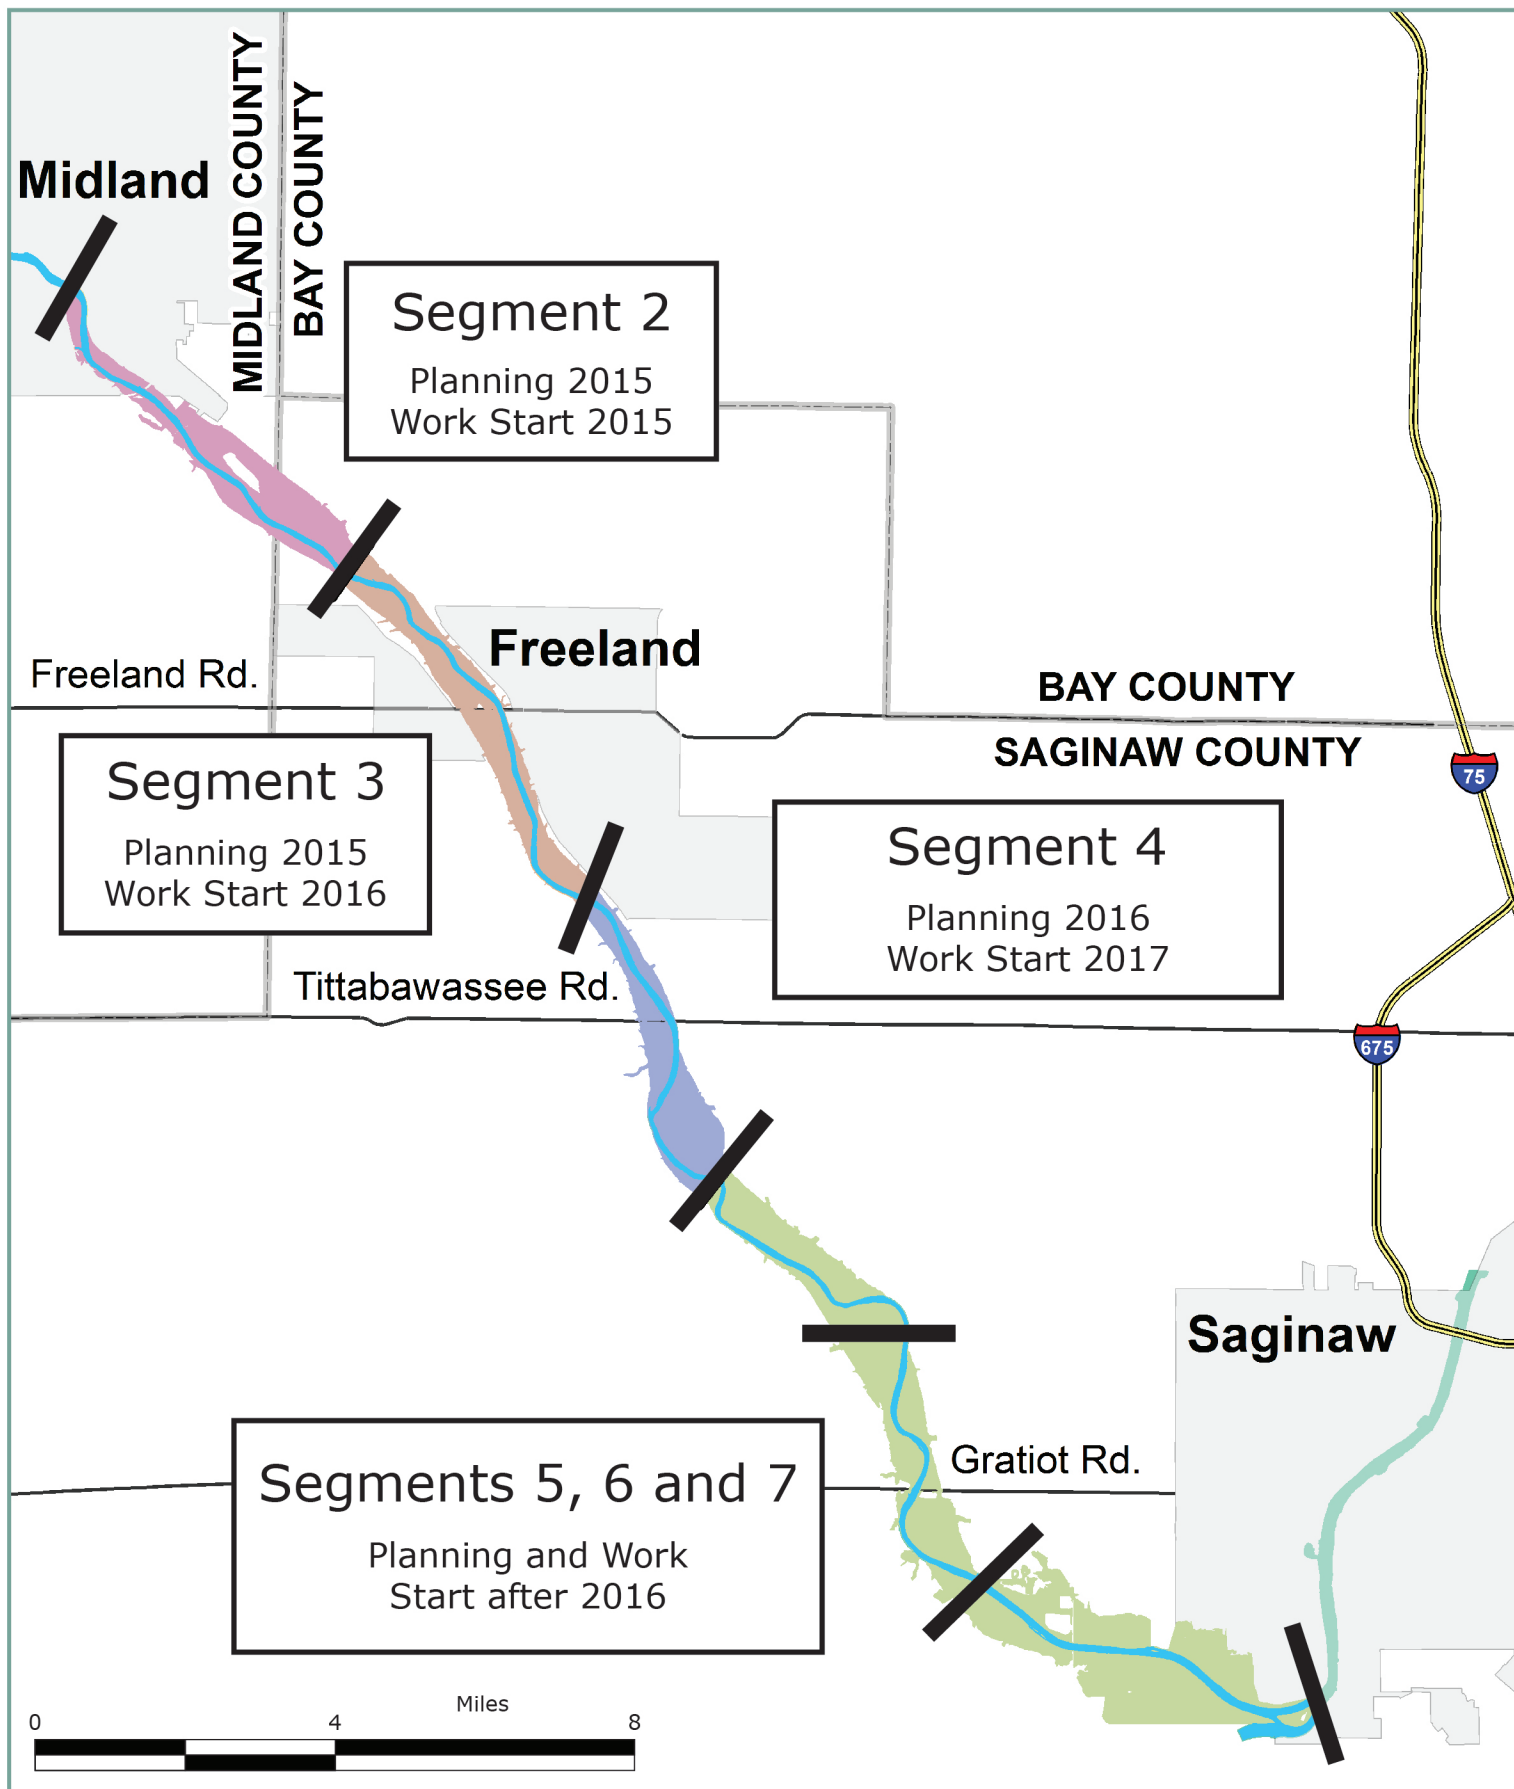 MIDLAND COUNTY
BAY COUNTY
Midland
Segment 2
Planning 2015
Work Start 2015
Freeland
Freeland Rd.
BAY COUNTY
SAGINAW COUNTY
75
Segment 3
Planning 2015
Work Start 2016
Segment 4
Planning 2016
Work Start 2017
Tittabawassee Rd.
675
Saginaw
Gratiot Rd.
Segments 5, 6 and 7
Planning and Work
Start after 2016
Miles
0 4 8